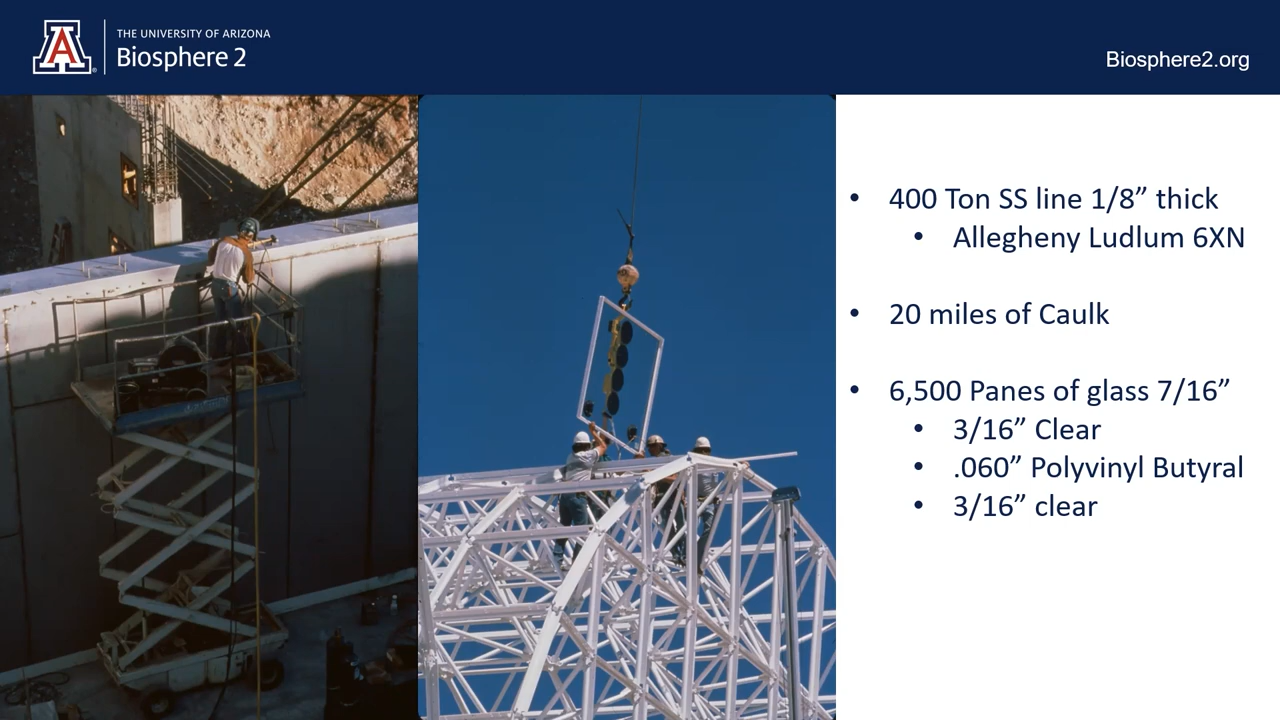 THE UNIVERSITY OF ARIZONA
Biosphere 2
Biosphere2.org
• 400 Ton SS line 1/8” thick
• Allegheny Ludlum 6XN
• 20 miles of Caulk
• 6,500 Panes of glass 7/16”
• 3/16” Clear
• .060” Polyvinyl Butyral
• 3/16” clear